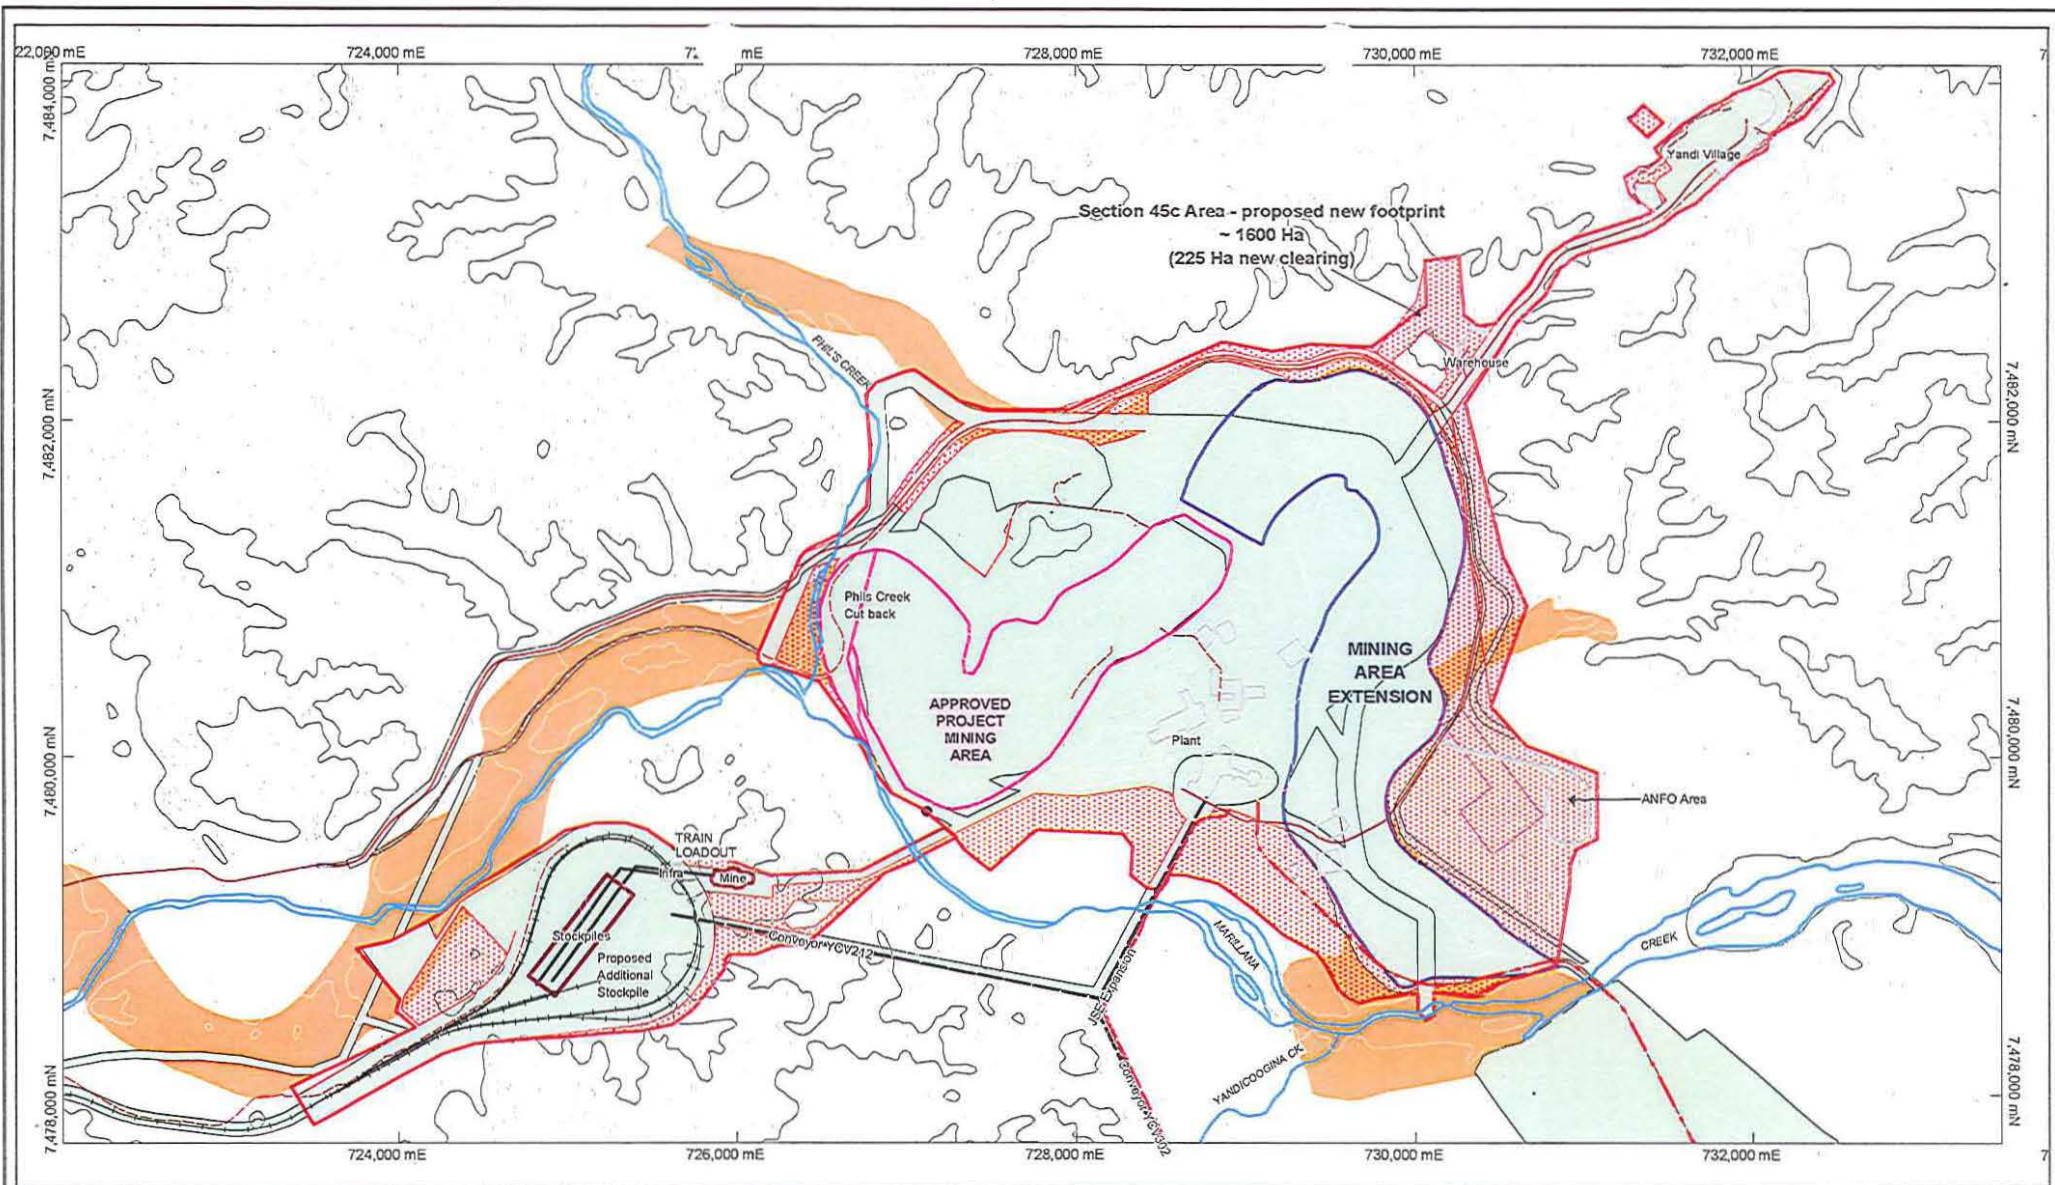 22,000 mE
724,000 mE
mE
728,000 mE
730,000 mE
732,000 mE
7,484,000 mN
Yandi Village
Section 45c Area - proposed new footprint
~ 1600 Ha
(225 Ha new clearing)
PHIL'S CREEK
Warehouse
7,482,000 mN
7,482,000 mN
Phils Creek
Cut back
MINING
AREA
EXTENSION
APPROVED
PROJECT
MINING
AREA
Plant
7,480,000 mN
7,480,000 mN
ANFO Area
TRAIN
LOADOUT
Infra
Mine
Stockpiles
Proposed
Additional
Stockpile
Conveyor YCV212
MARILLANA
CREEK
JSE Expansion
YANDICOOGINA CK
Conveyor YCV302
7,478,000 mN
7,478,000 mN
724,000 mE
726,000 mE
728,000 mE
730,000 mE
732,000 mE